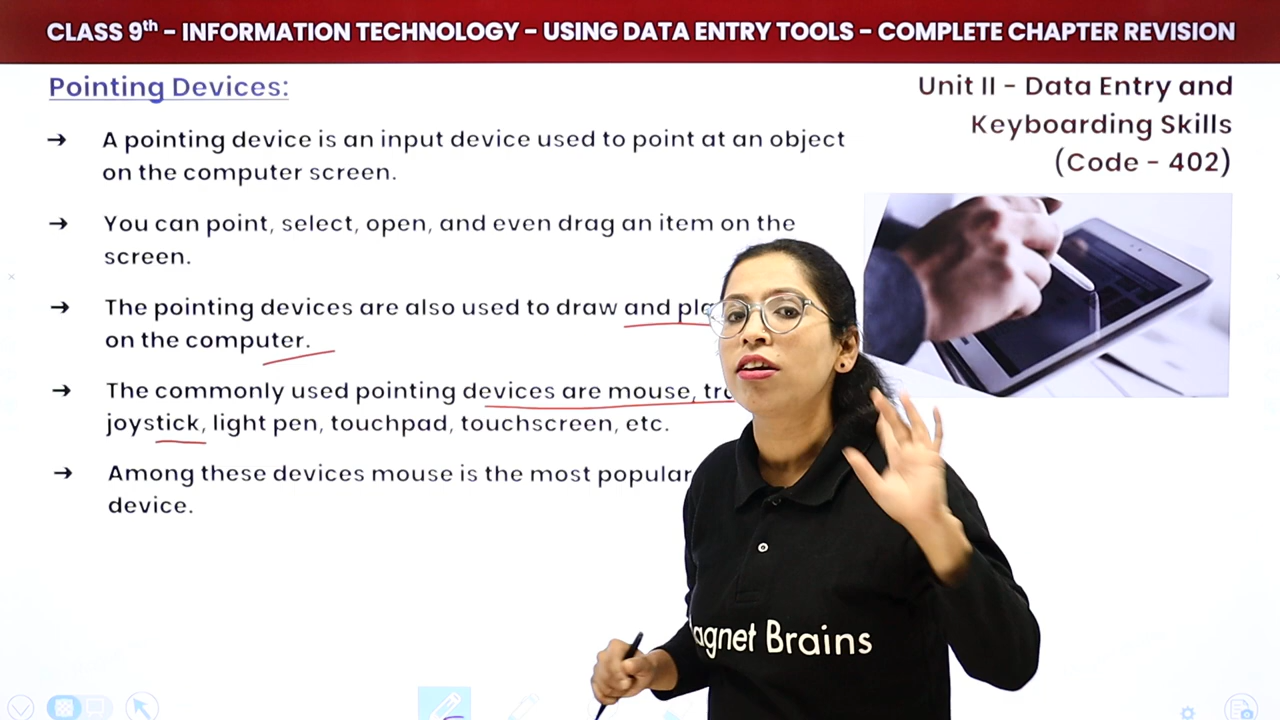 CLASS 9th - INFORMATION TECHNOLOGY - USING DATA ENTRY TOOLS - COMPLETE CHAPTER REVISION
Pointing Devices:
→ A pointing device is an input device used to point at an object
on the computer screen.
→ You can point, select, open, and even drag an item on the
screen.
→ The pointing devices are also used to draw and
on the computer.
→ The commonly used pointing devices are mouse,
joystick, light pen, touchpad, touchscreen, etc.
→ Among these devices mouse is the most popular
device.
Unit II - Data Entry and
Keyboarding Skills
(Code - 402)
agnet Brains